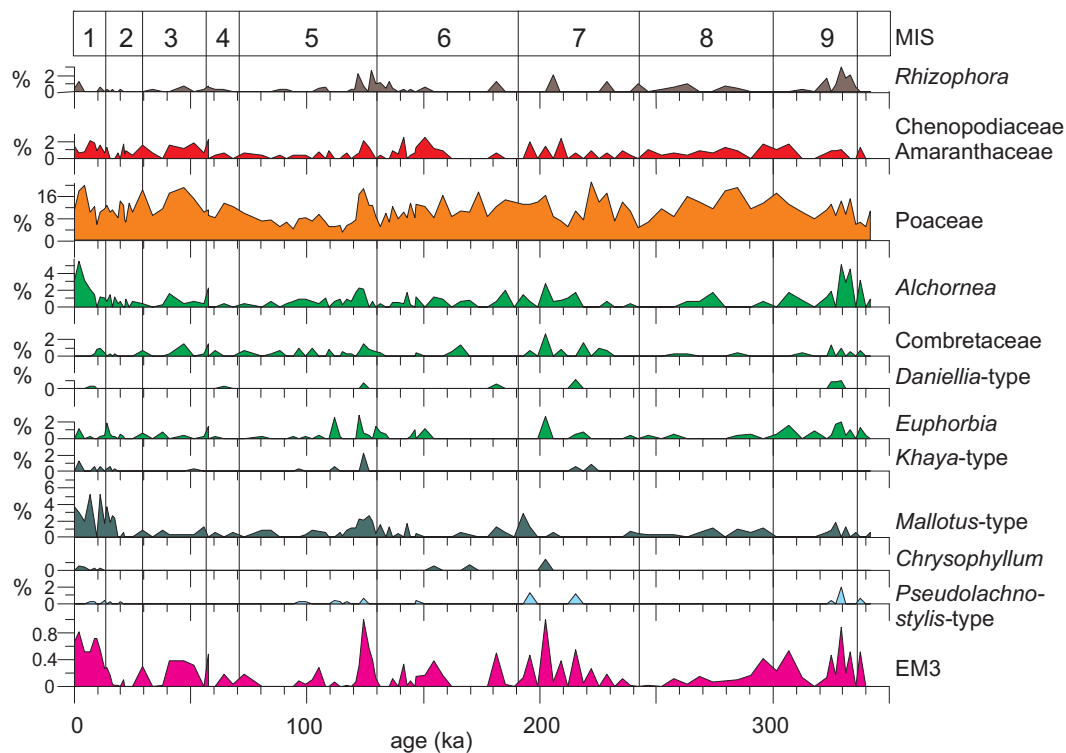 1 2 3 4 5 6 7 8 9 MIS
% 2 0 Rhizophora
% 2 0 Chenopodiaceae
Amaranthaceae
% 16 8 0 Poaceae
% 4 2 0 Alchornea
% 2 0 Combretaceae
% 0 Daniellia-type
% 2 0 Euphorbia
% 2 0 Khaya-type
% 6 4 2 0 Mallotus-type
0 Chrysophyllum
% 2 0 Pseudolachno-
stylis-type
0.8 0.4 0 EM3
0 100 200 300
age (ka)